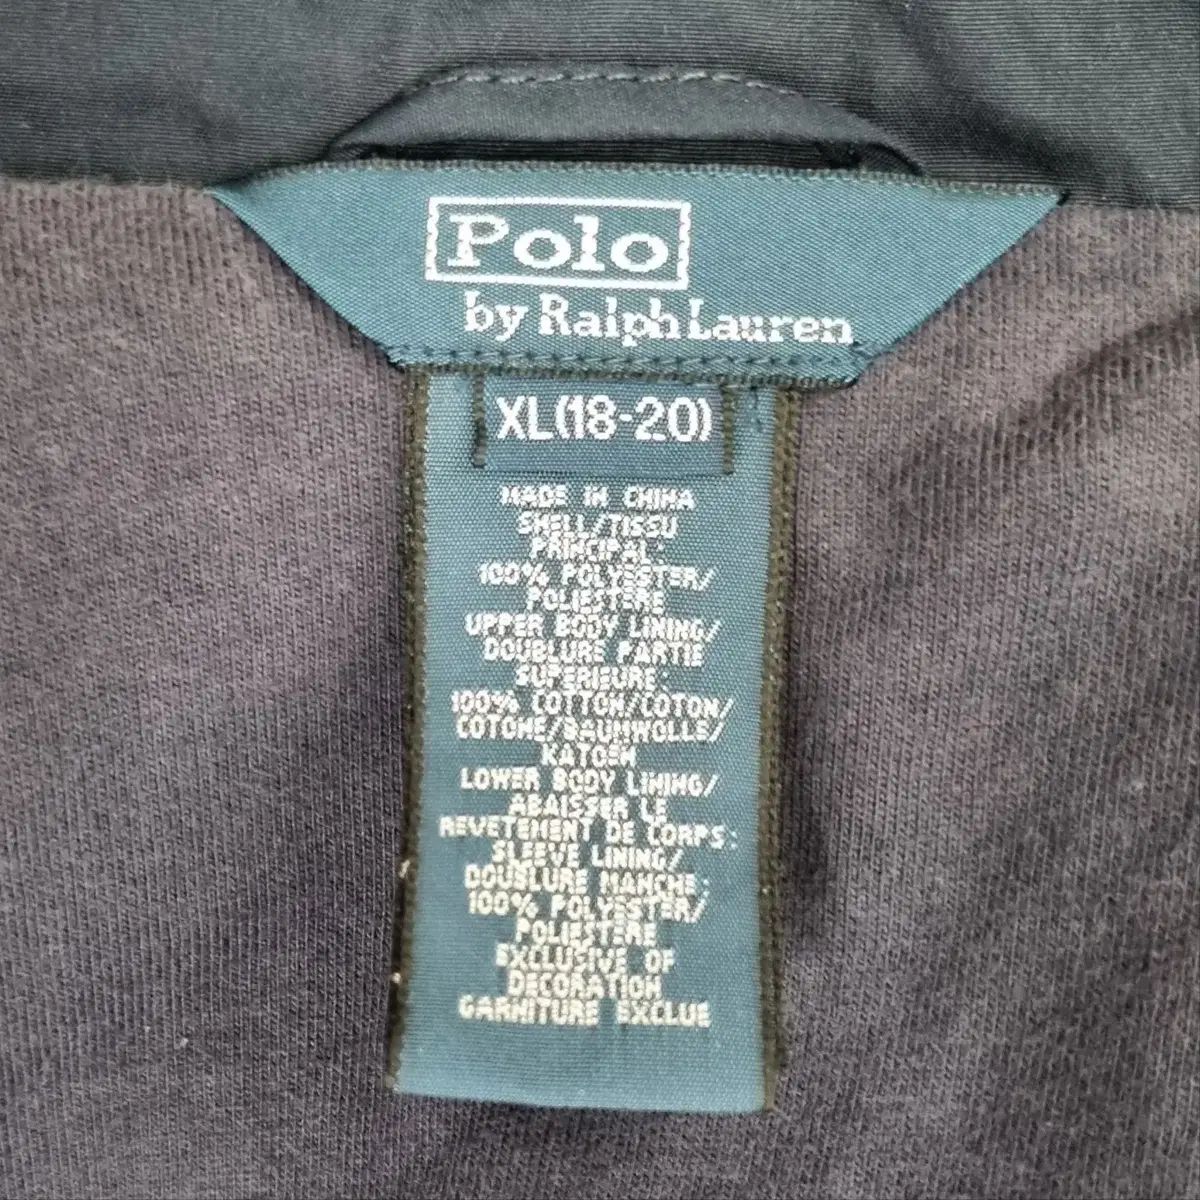 Polo
by Ralph Lauren
XL(18-20)
MADE IN CHINA
SHELL/TISSU
PRINCIPAL:
100% POLYESTER/
POLIESTERE
UPPER BODY LINING/
DOUBLURE PARTIE
SUPERIEURE:
100% COTTON/COTON/
COTONE/BAUMWOLLE/
KATOEN
LOWER BODY LINING/
ABAISSER LE
REVETEMENT DE CORPS:
SLEEVE LINING/
DOUBLURE MANCHE:
100% POLYESTER/
POLIESTERE
EXCLUSIVE OF
DECORATION
GARNITURE EXCLUE